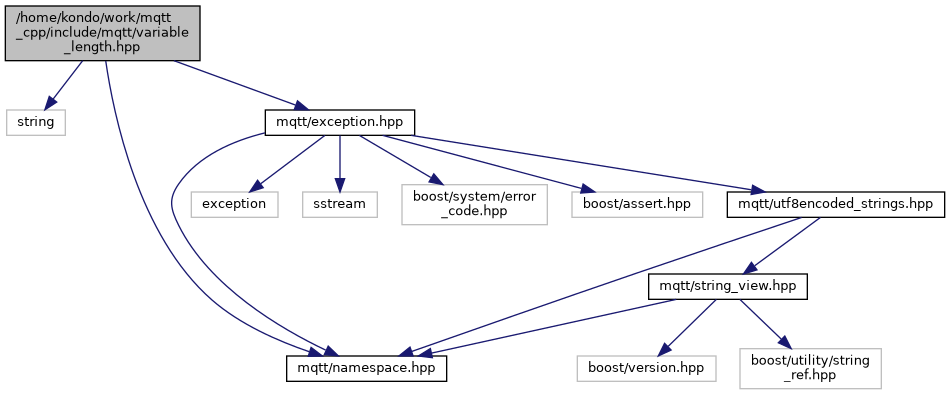 /home/kondo/work/mqtt
_cpp/include/mqtt/variable
_length.hpp
string
mqtt/exception.hpp
exception
sstream
boost/system/error
_code.hpp
boost/assert.hpp
mqtt/utf8encoded_strings.hpp
mqtt/string_view.hpp
mqtt/namespace.hpp
boost/version.hpp
boost/utility/string
_ref.hpp